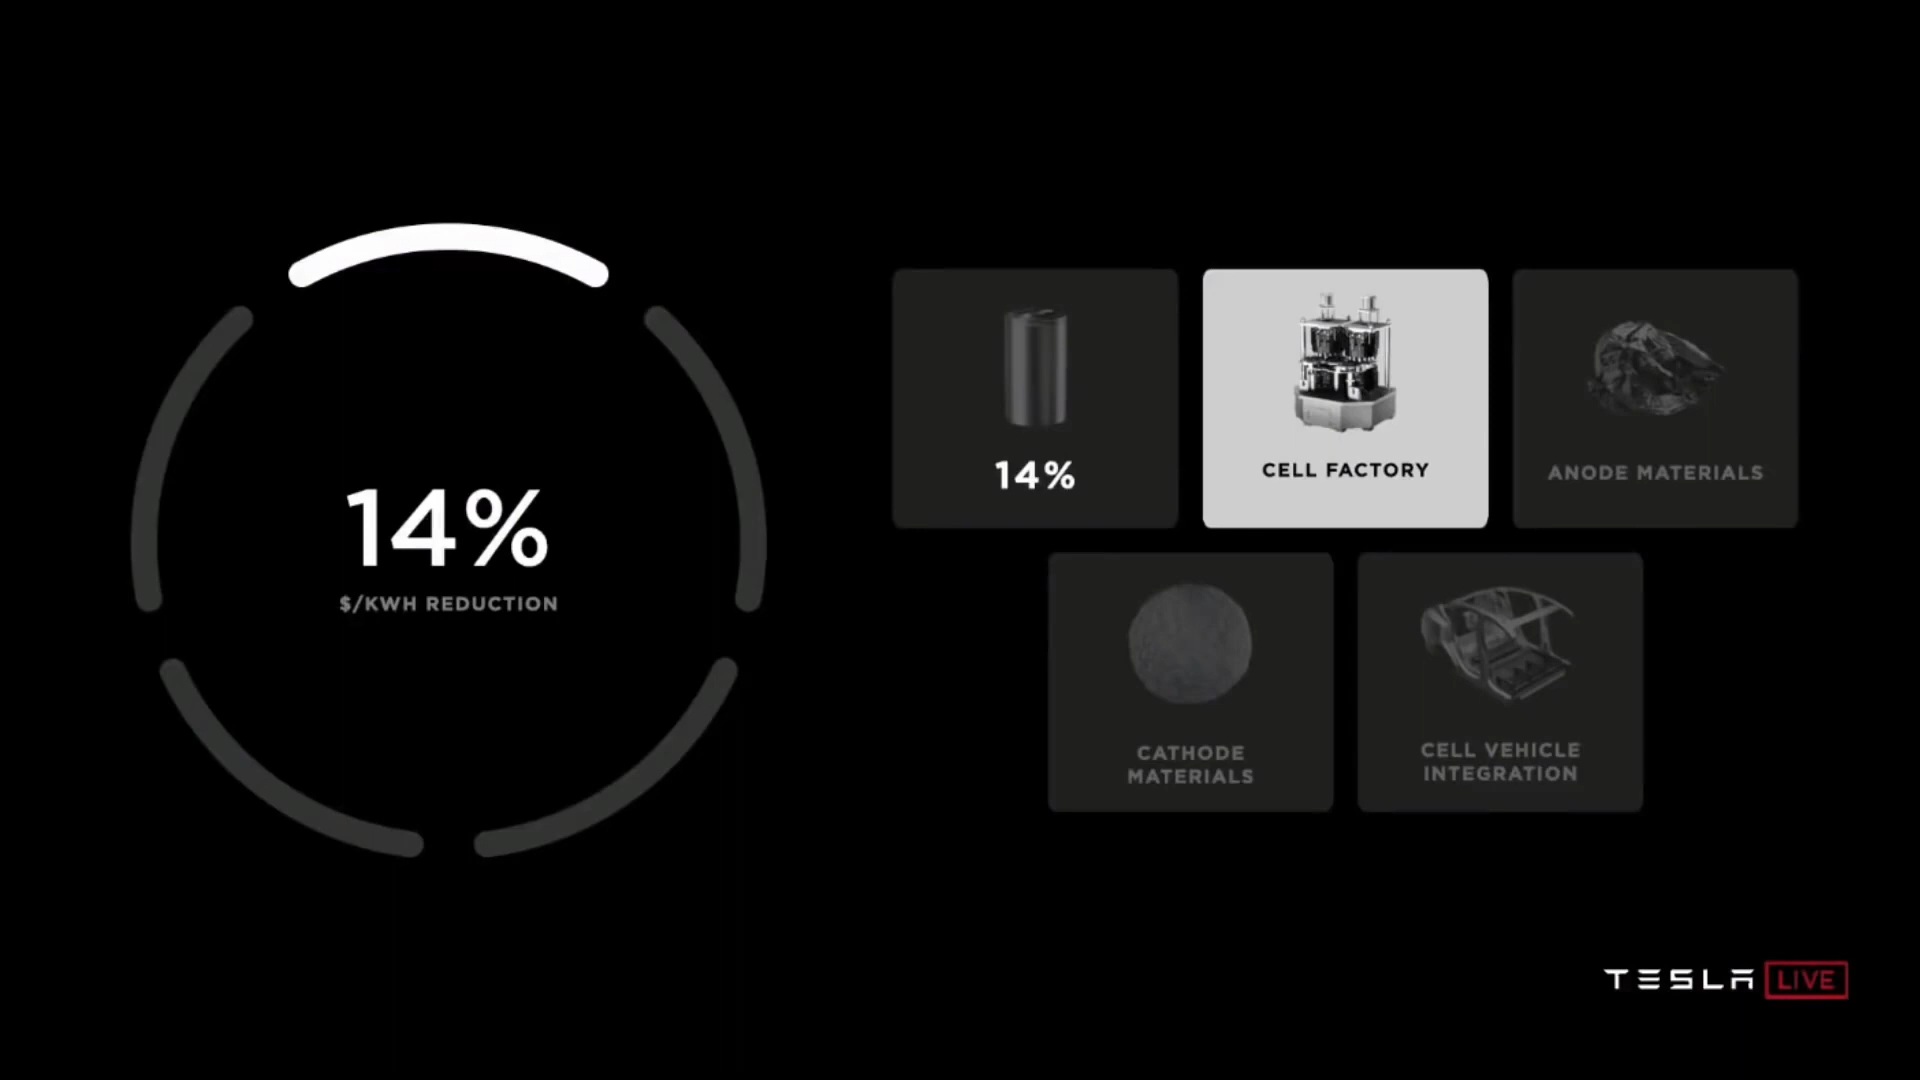 14%
$/KWH REDUCTION
14%
CELL FACTORY
ANODE MATERIALS
CATHODE
MATERIALS
CELL VEHICLE
INTEGRATION
TESLA LIVE